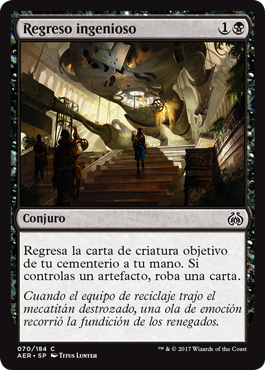 Regreso ingenioso 1
Conjuro
Regresa la carta de criatura objetivo
de tu cementerio a tu mano. Si
controlas un artefacto, roba una carta.
Cuando el equipo de reciclaje trajo el
mecatitán destrozado, una ola de emoción
recorrió la fundición de los renegados.
070/184 C
AER • SP Titus Lunter ™ & © 2017 Wizards of the Coast